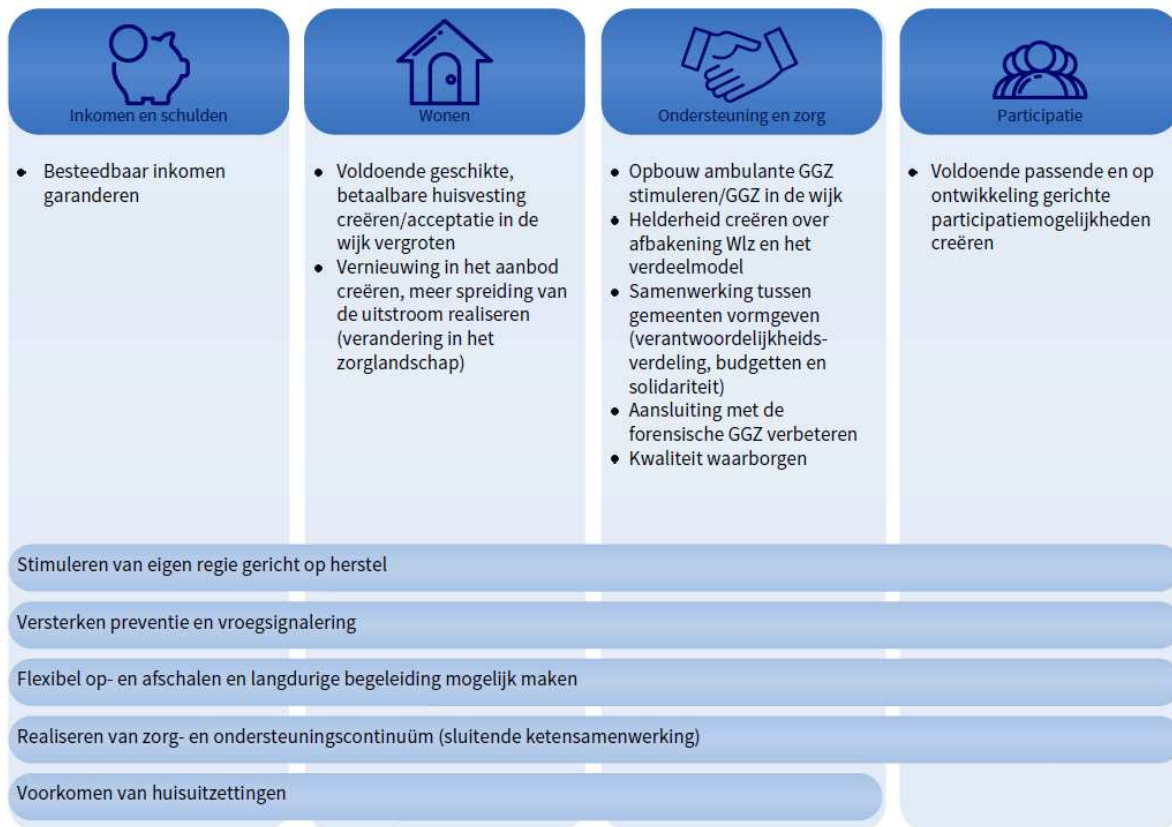 Inkomen en schulden
Wonen
Ondersteuning en zorg
Participatie
• Besteedbaar inkomen
garanderen
• Voldoende geschikte,
betaalbare huisvesting
creëren/acceptatie in de
wijk vergroten
• Vernieuwing in het aanbod
creëren, meer spreiding van
de uitstroom realiseren
(verandering in het
zorglandschap)
• Opbouw ambulante GGZ
stimuleren/GGZ in de wijk
• Helderheid creëren over
afbakening Wlz en het
verdeelmodel
• Samenwerking tussen
gemeenten vormgeven
(verantwoordelijkheids-
verdeling, budgetten en
solidariteit)
• Aansluiting met de
forensische GGZ verbeteren
• Kwaliteit waarborgen
• Voldoende passende en op
ontwikkeling gerichte
participatiemogelijkheden
creëren
Stimuleren van eigen regie gericht op herstel
Versterken preventie en vroegsignalering
Flexibel op- en afschalen en langdurige begeleiding mogelijk maken
Realiseren van zorg- en ondersteuningscontinuüm (sluitende ketensamenwerking)
Voorkomen van huisuitzettingen